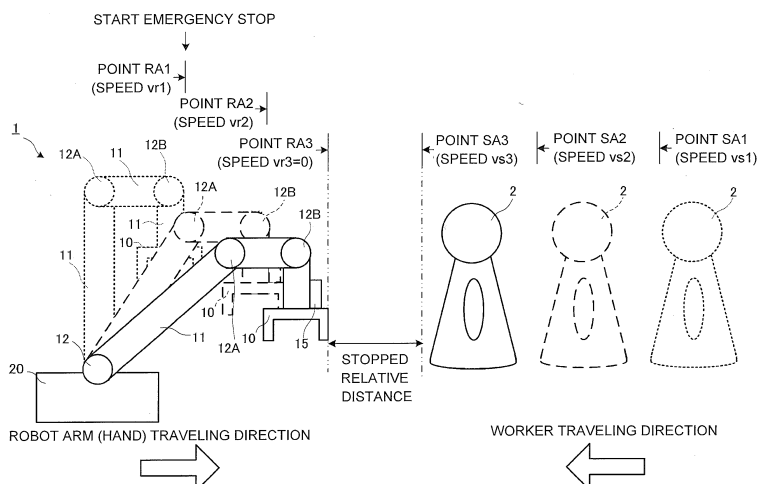 START EMERGENCY STOP
POINT RA1
(SPEED vr1)
POINT RA2
(SPEED vr2)
POINT RA3
(SPEED vr3=0)
POINT SA3
(SPEED vs3)
POINT SA2
(SPEED vs2)
POINT SA1
(SPEED vs1)
1
12A
11
12B
12A
12B
12B
2
2
2
11
10
11
10
11
12A
10
15
12
20
STOPPED
RELATIVE
DISTANCE
ROBOT ARM (HAND) TRAVELING DIRECTION
WORKER TRAVELING DIRECTION